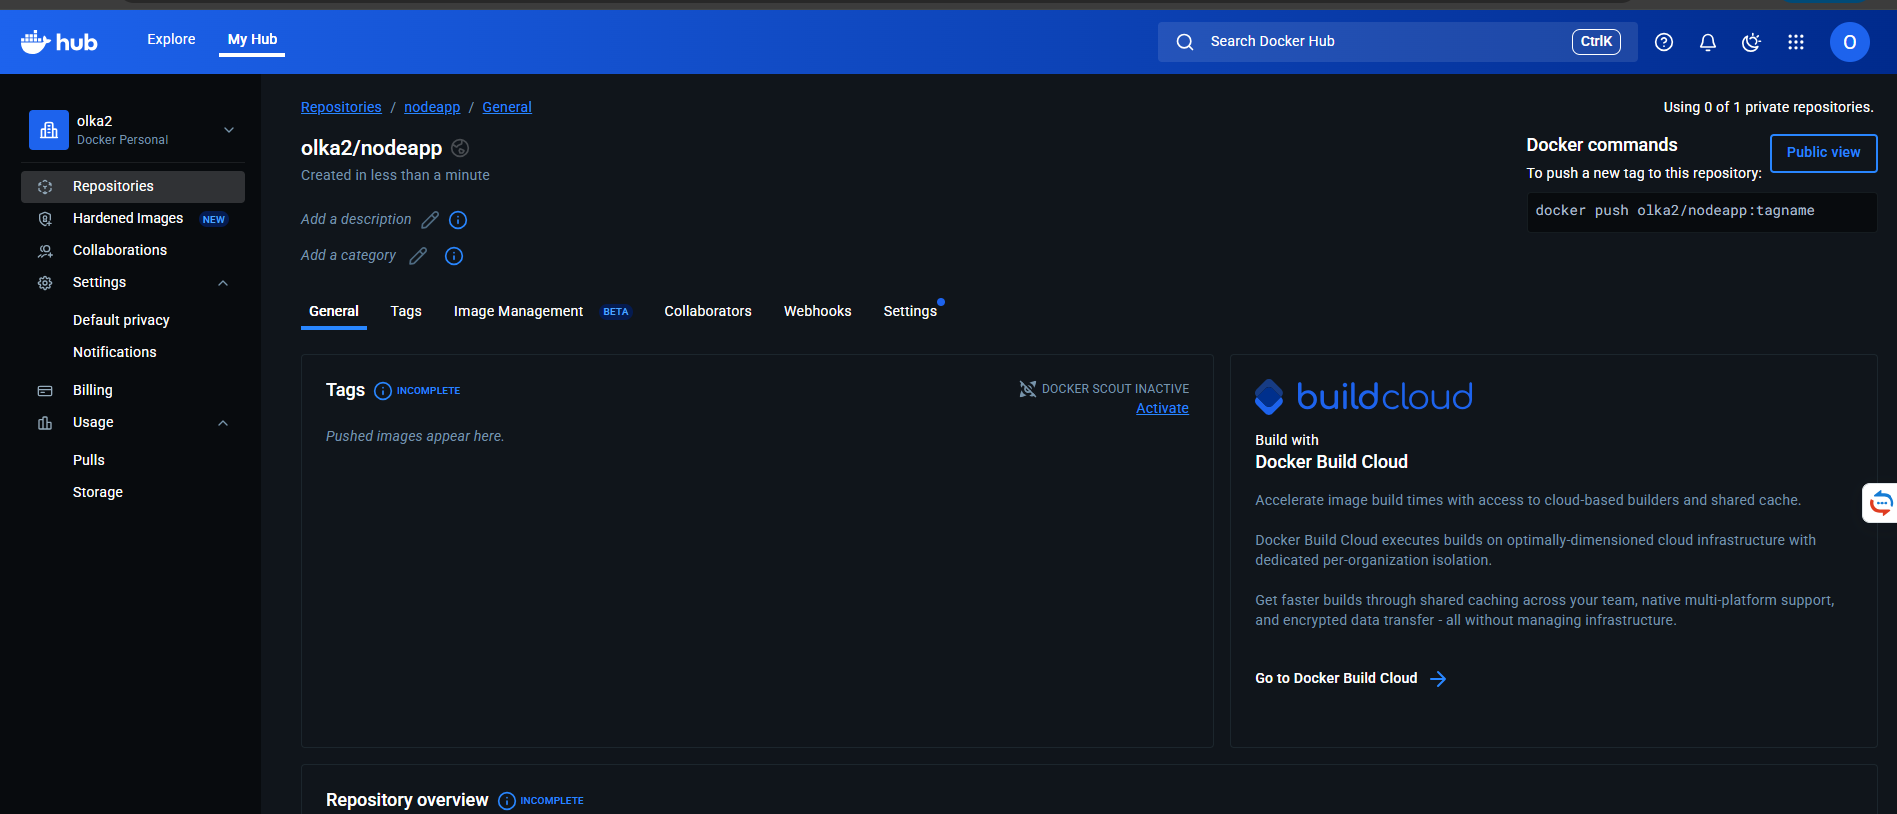 hub
Explore
My Hub
Search Docker Hub
CtrlK
O
olka2
Docker Personal
Repositories
Hardened Images NEW
Collaborations
Settings
Default privacy
Notifications
Billing
Usage
Pulls
Storage
Repositories / nodeapp / General
Using 0 of 1 private repositories.
olka2/nodeapp
Created in less than a minute
Add a description
Add a category
Docker commands
Public view
To push a new tag to this repository:
docker push olka2/nodeapp:tagname
General
Tags
Image Management BETA
Collaborators
Webhooks
Settings
Tags INCOMPLETE
DOCKER SCOUT INACTIVE
Activate
Pushed images appear here.
buildcloud
Build with
Docker Build Cloud
Accelerate image build times with access to cloud-based builders and shared cache.
Docker Build Cloud executes builds on optimally-dimensioned cloud infrastructure with
dedicated per-organization isolation.
Get faster builds through shared caching across your team, native multi-platform support,
and encrypted data transfer - all without managing infrastructure.
Go to Docker Build Cloud
Repository overview INCOMPLETE